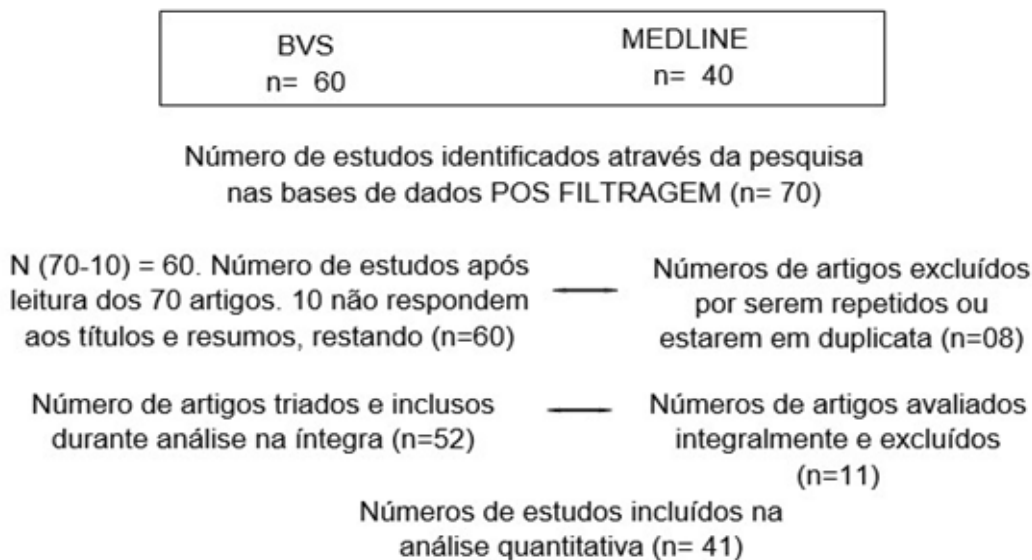 BVS
n= 60
MEDLINE
n= 40
Número de estudos identificados através da pesquisa
nas bases de dados POS FILTRAGEM (n= 70)
N (70-10) = 60. Número de estudos após
leitura dos 70 artigos. 10 não respondem
aos títulos e resumos, restando (n=60)
Números de artigos excluídos
por serem repetidos ou
estarem em duplicata (n=08)
Número de artigos triados e inclusos
durante análise na íntegra (n=52)
Números de artigos avaliados
integralmente e excluídos
(n=11)
Números de estudos incluídos na
análise quantitativa (n= 41)